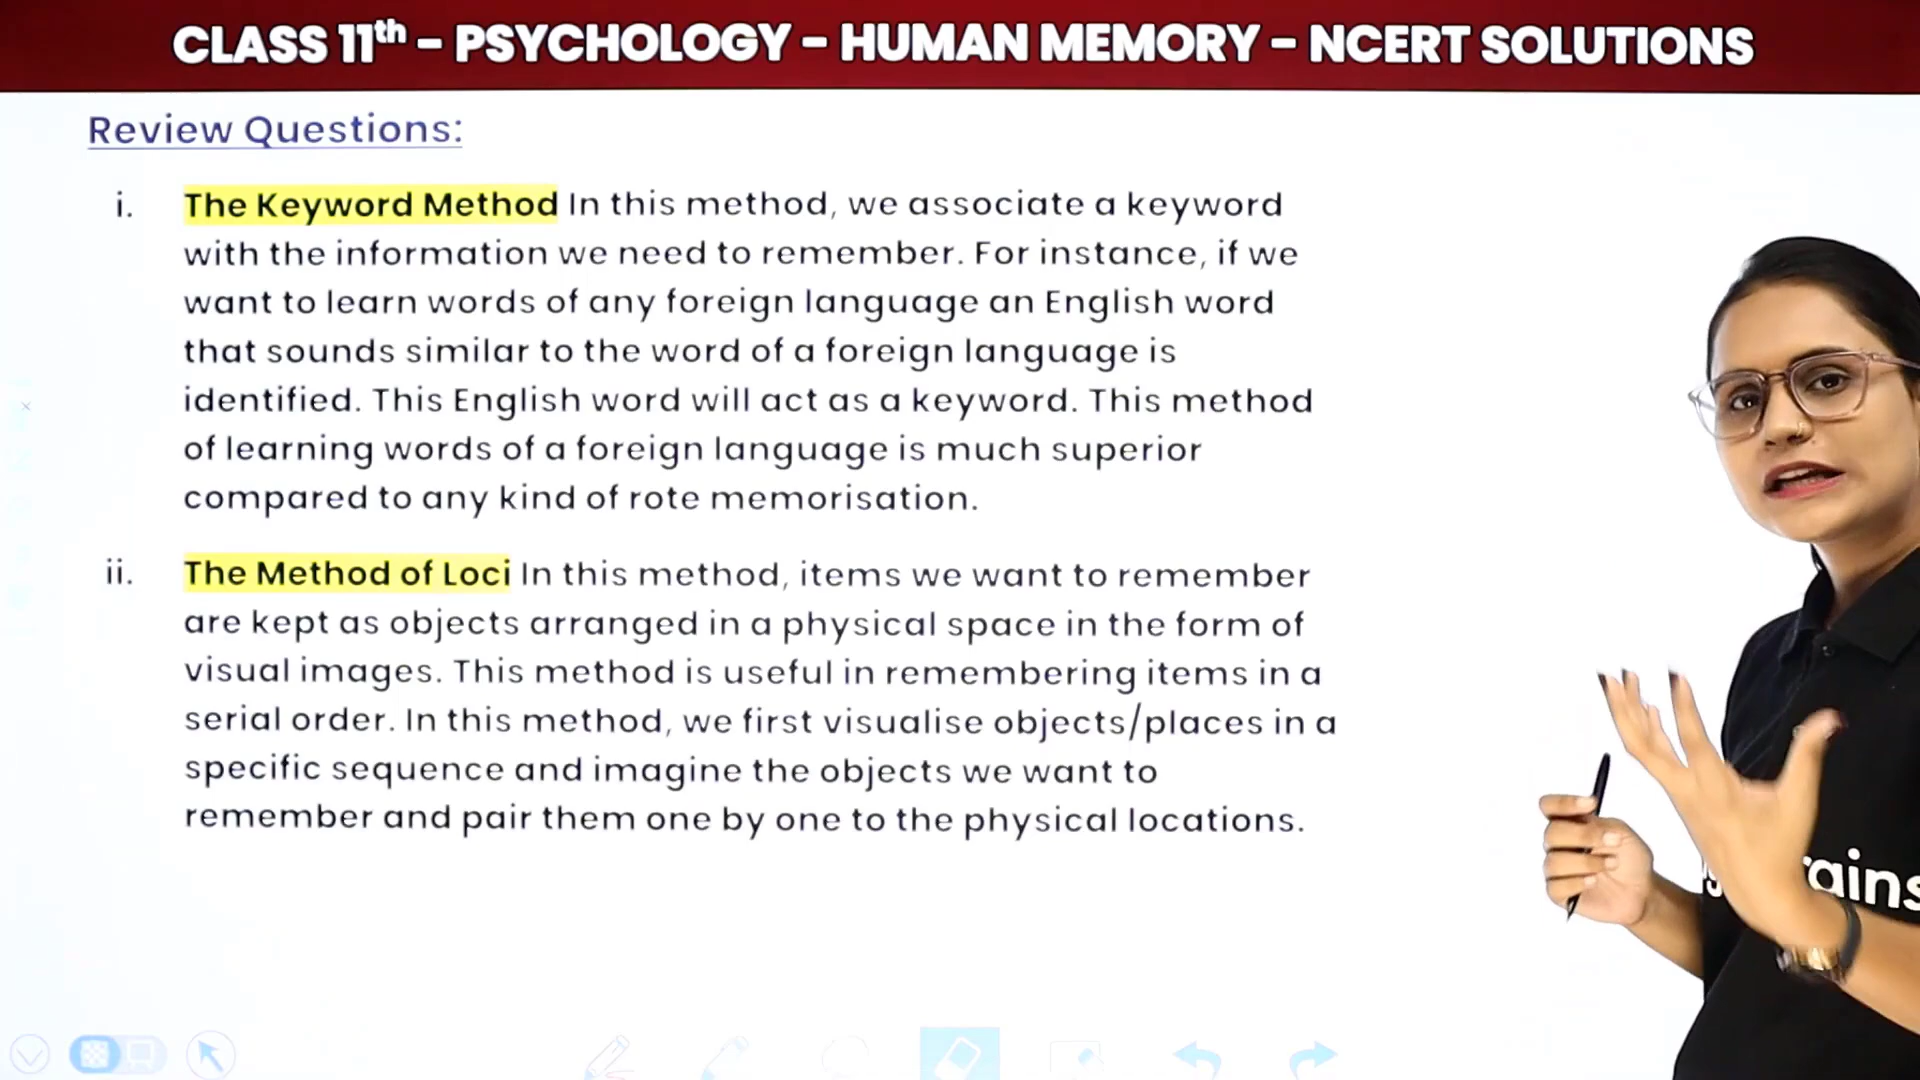 CLASS 11th – PSYCHOLOGY – HUMAN MEMORY – NCERT SOLUTIONS
Review Questions:
i. The Keyword Method In this method, we associate a keyword
with the information we need to remember. For instance, if we
want to learn words of any foreign language an English word
that sounds similar to the word of a foreign language is
identified. This English word will act as a keyword. This method
of learning words of a foreign language is much superior
compared to any kind of rote memorisation.
ii. The Method of Loci In this method, items we want to remember
are kept as objects arranged in a physical space in the form of
visual images. This method is useful in remembering items in a
serial order. In this method, we first visualise objects/places in a
specific sequence and imagine the objects we want to
remember and pair them one by one to the physical locations.